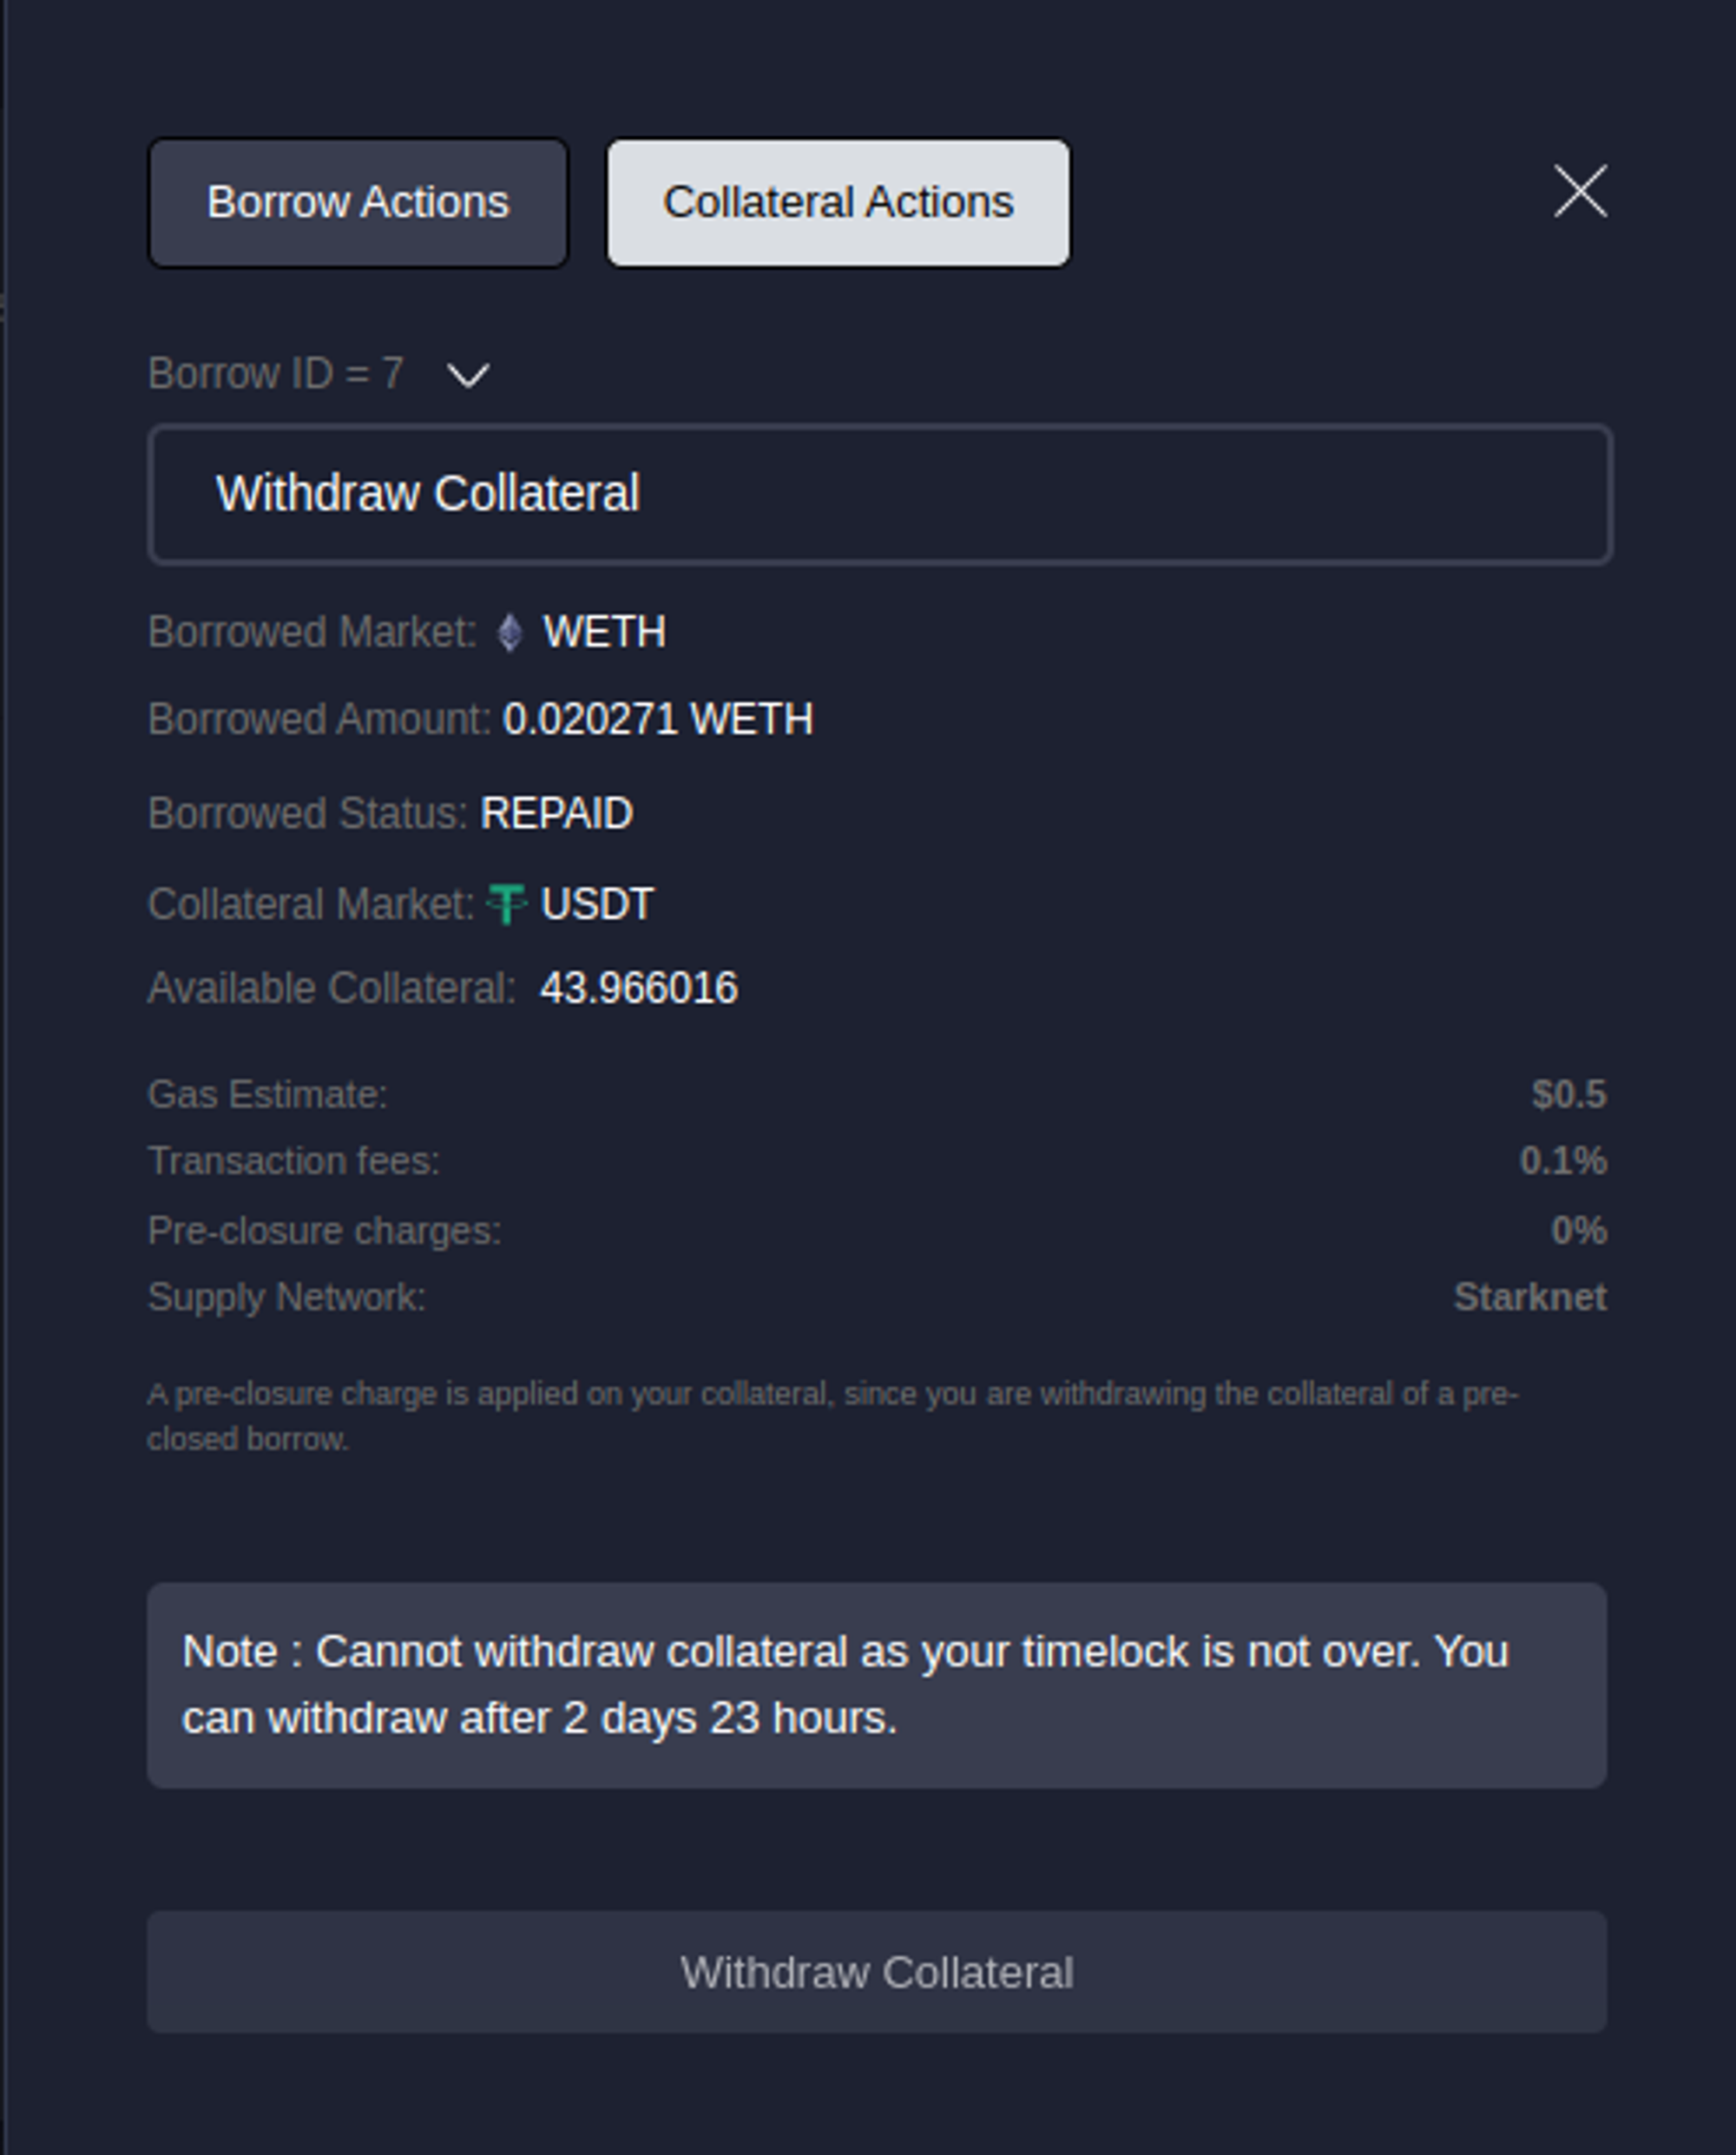 Borrow Actions Collateral Actions
Borrow ID = 7
Withdraw Collateral
Borrowed Market: WETH
Borrowed Amount: 0.020271 WETH
Borrowed Status: REPAID
Collateral Market: USDT
Available Collateral: 43.966016
Gas Estimate: $0.5
Transaction fees: 0.1%
Pre-closure charges: 0%
Supply Network: Starknet
A pre-closure charge is applied on your collateral, since you are withdrawing the collateral of a pre-
closed borrow.
Note : Cannot withdraw collateral as your timelock is not over. You
can withdraw after 2 days 23 hours.
Withdraw Collateral